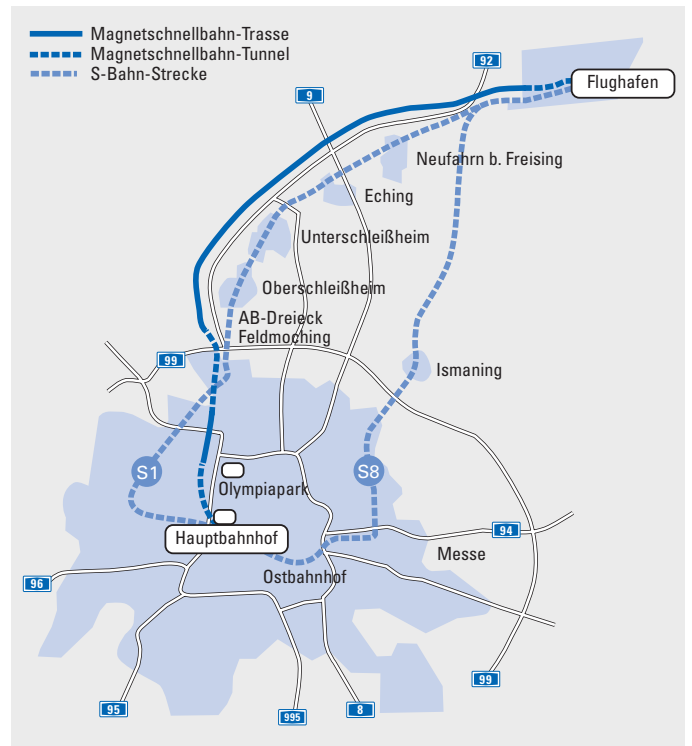 Magnetschnellbahn-Trasse
Magnetschnellbahn-Tunnel
S-Bahn-Strecke
92
Flughafen
9
Neufahrn b. Freising
Eching
Unterschleißheim
Oberschleißheim
AB-Dreieck
Feldmoching
99
Ismaning
S1
S8
Olympiapark
Hauptbahnhof
94
Messe
Ostbahnhof
96
99
95
995
8